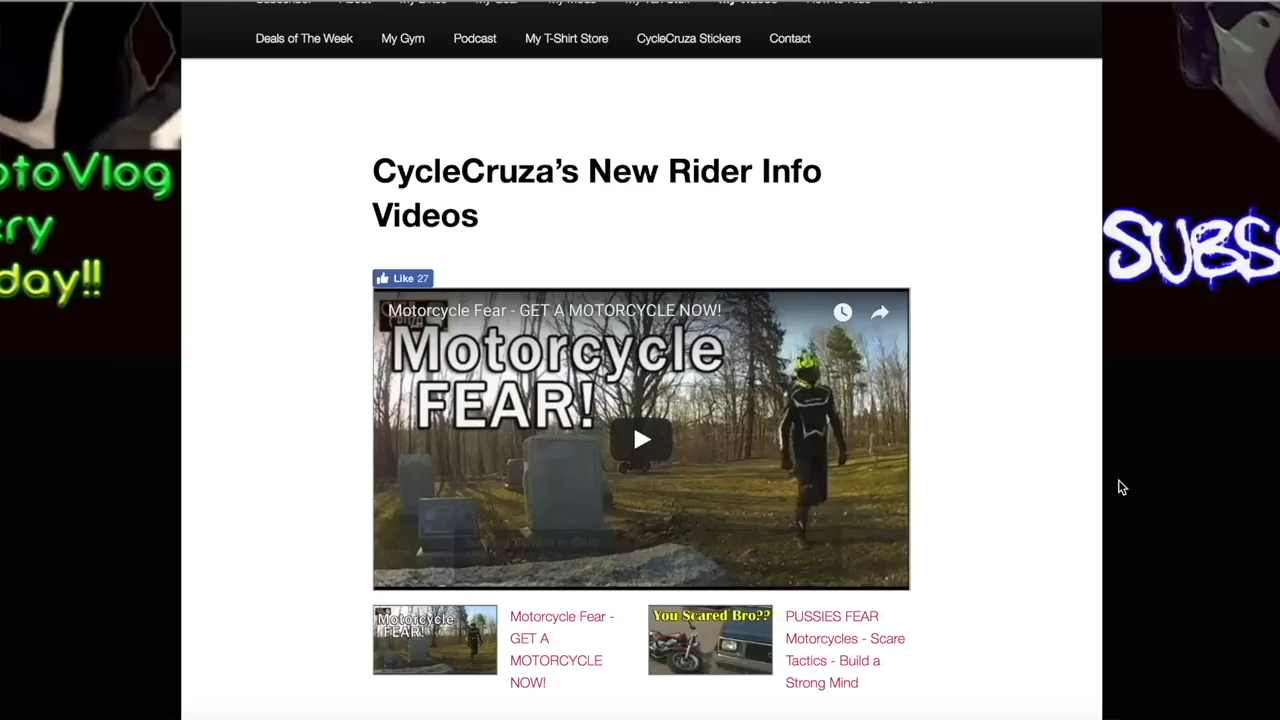 Deals of The Week My Gym Podcast My T-Shirt Store CycleCruza Stickers Contact
otoVlog
ery
day!!
SUBS
CycleCruza's New Rider Info
Videos
Like 27
Motorcycle Fear - GET A MOTORCYCLE NOW!
Motorcycle
FEAR!
Motorcycle
FEAR!
Motorcycle Fear -
GET A
MOTORCYCLE
NOW!
You Scared Bro??
PUSSIES FEAR
Motorcycles - Scare
Tactics - Build a
Strong Mind